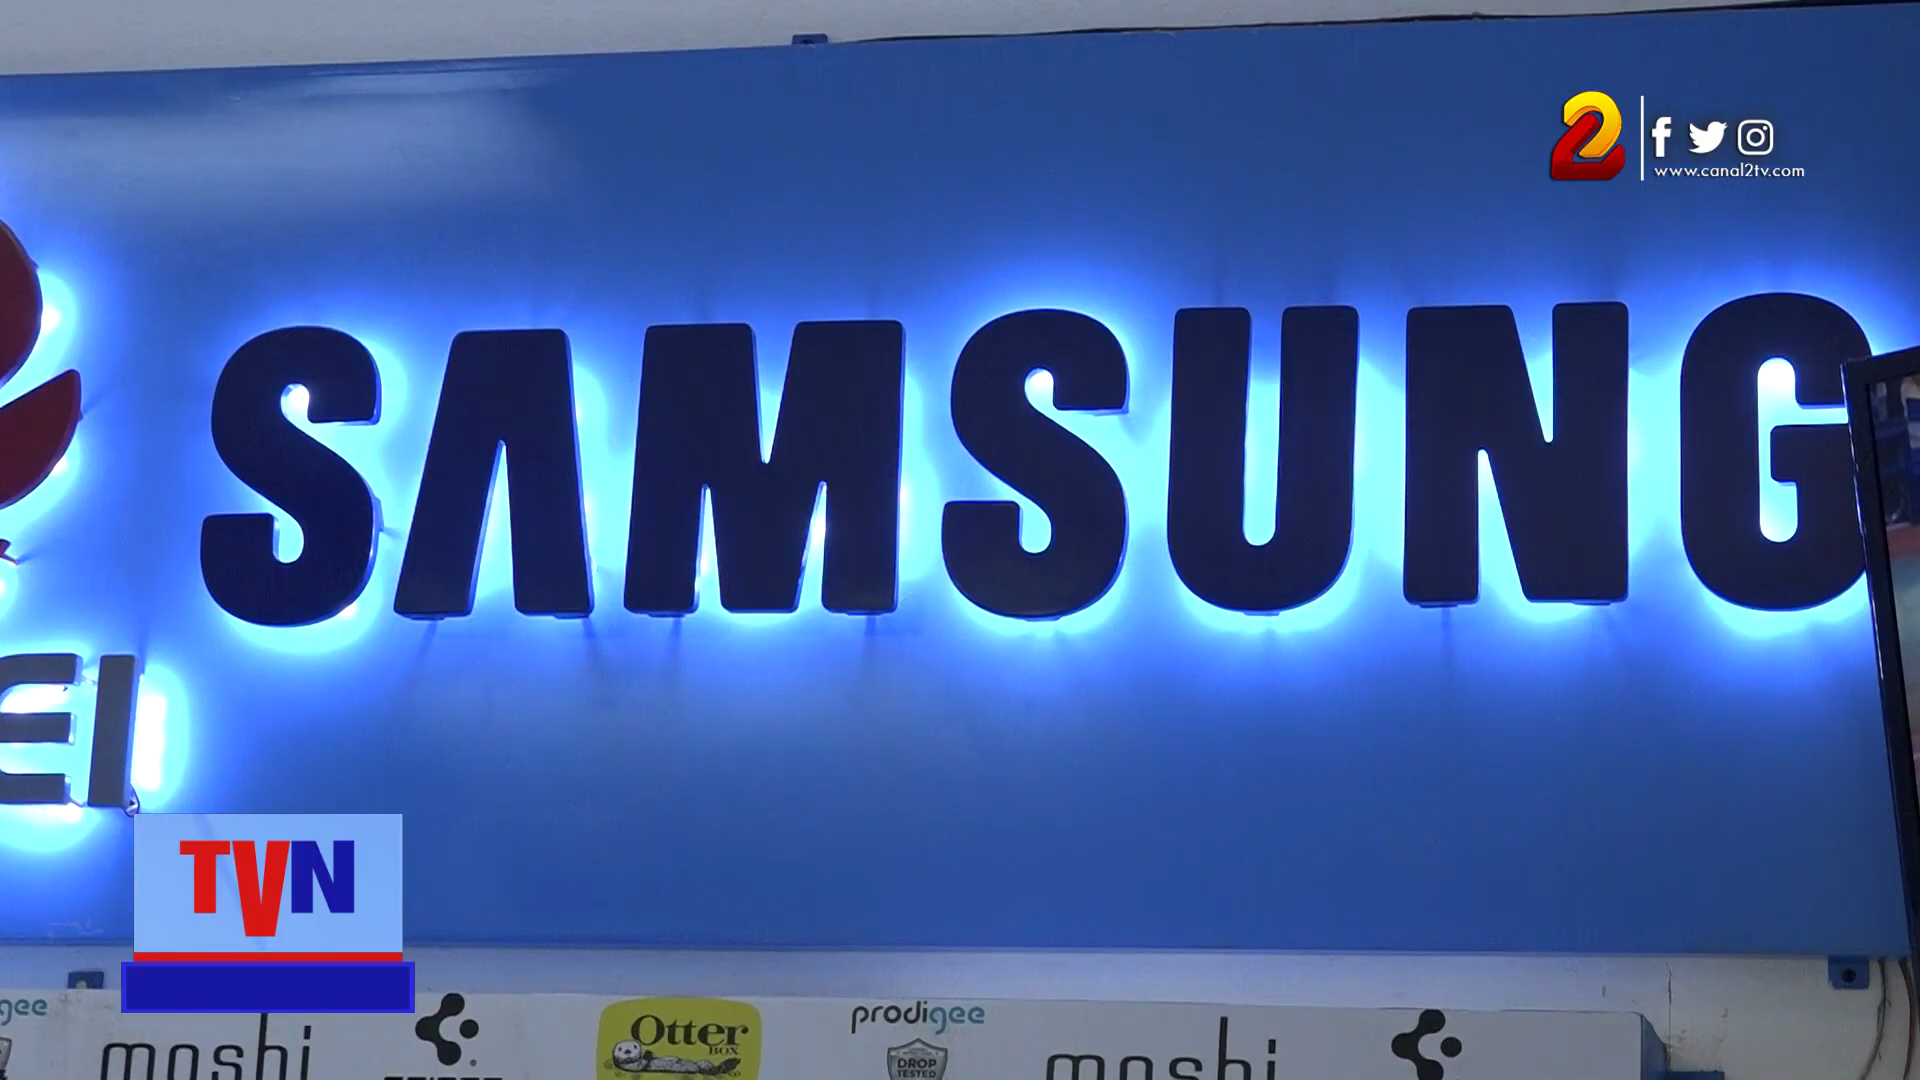 2
www.canal2tv.com
SAMSUNG
EI
TVN
gee
moshi
Otter
BOX
prodigee
DROP
TESTED
moshi